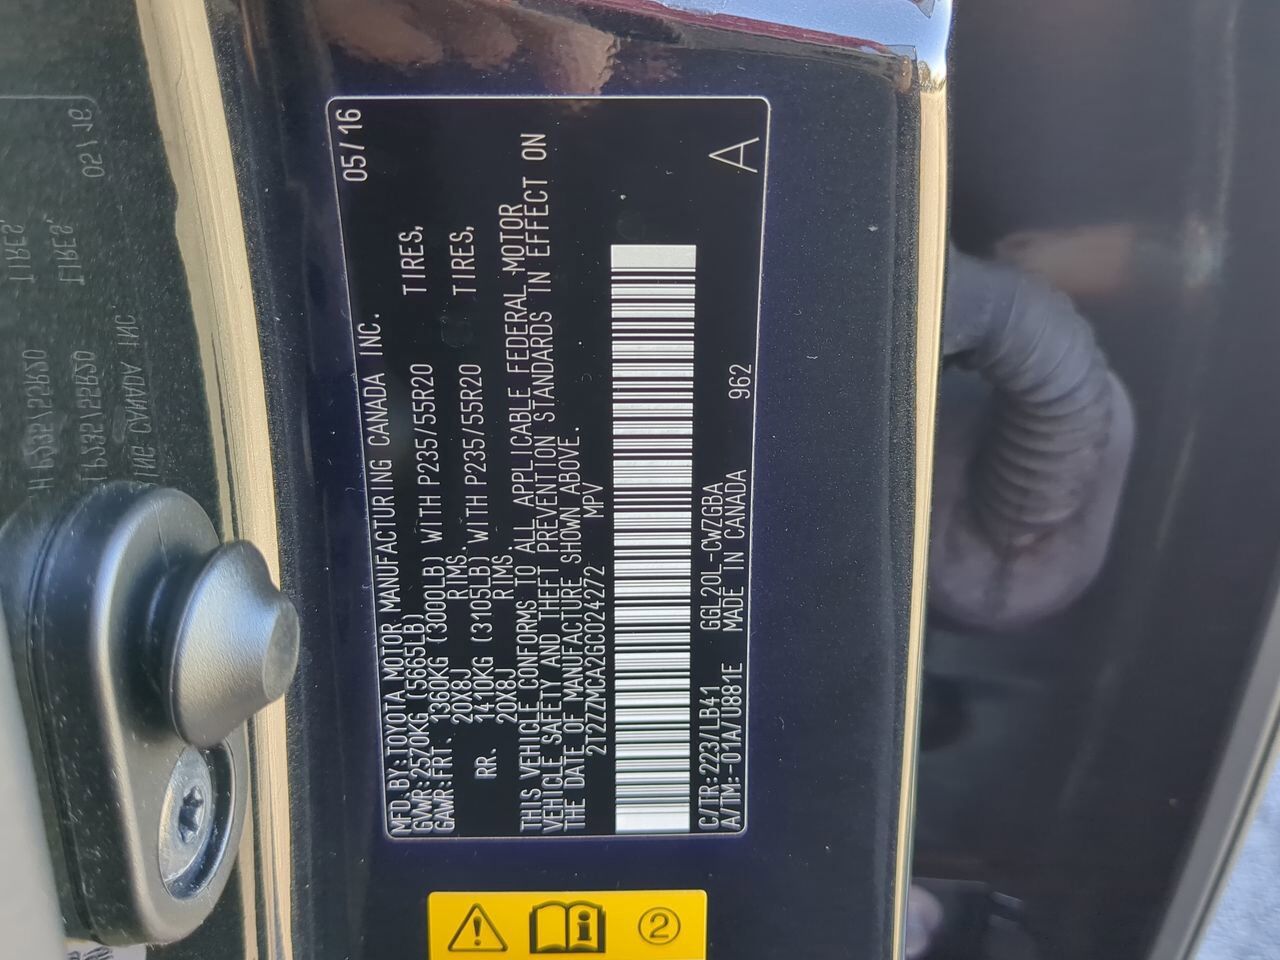 MFD. BY: TOYOTA MOTOR MANUFACTURING CANADA INC. 05/16
GVWR: 2570KG (5665LB)
GAWR: FRT. 1360KG (3000LB) WITH P235/55R20 TIRES,
20X8J RIMS.
RR. 1410KG (3105LB) WITH P235/55R20 TIRES,
20X8J RIMS.
THIS VEHICLE CONFORMS TO ALL APPLICABLE FEDERAL MOTOR
VEHICLE SAFETY AND THEFT PREVENTION STANDARDS IN EFFECT ON
THE DATE OF MANUFACTURE SHOWN ABOVE.
2T2ZZMCA2GC024272 MPV
C/TR: 223/LB41 GGL20L-CWZGBA A
A/TM: -01A/U881E MADE IN CANADA 962
2